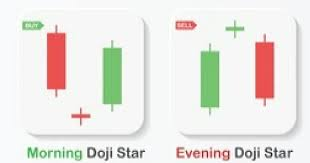 BUY
SELL
Morning Doji Star
Evening Doji Star